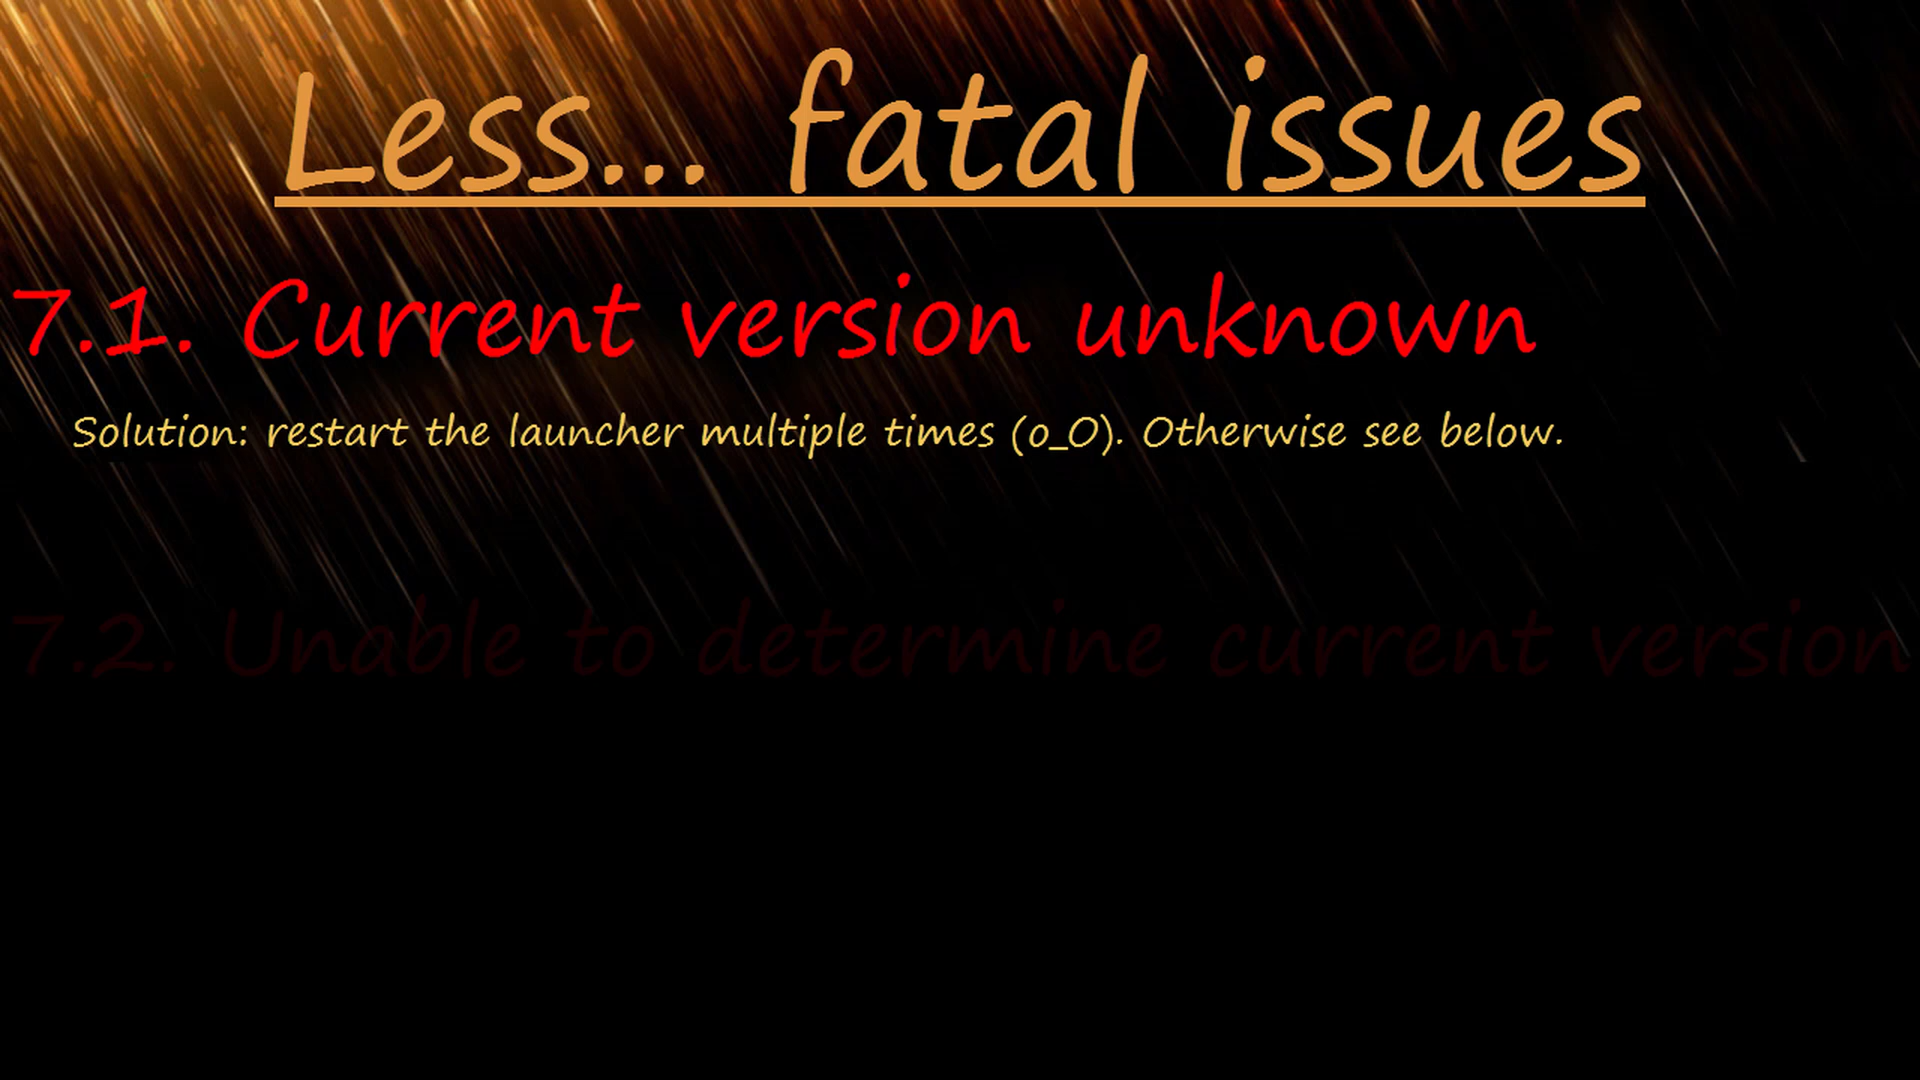 Less... fatal issues
7.1. Current version unknown
Solution: restart the launcher multiple times (o_O). Otherwise see below.
7.2. Unable to determine current version